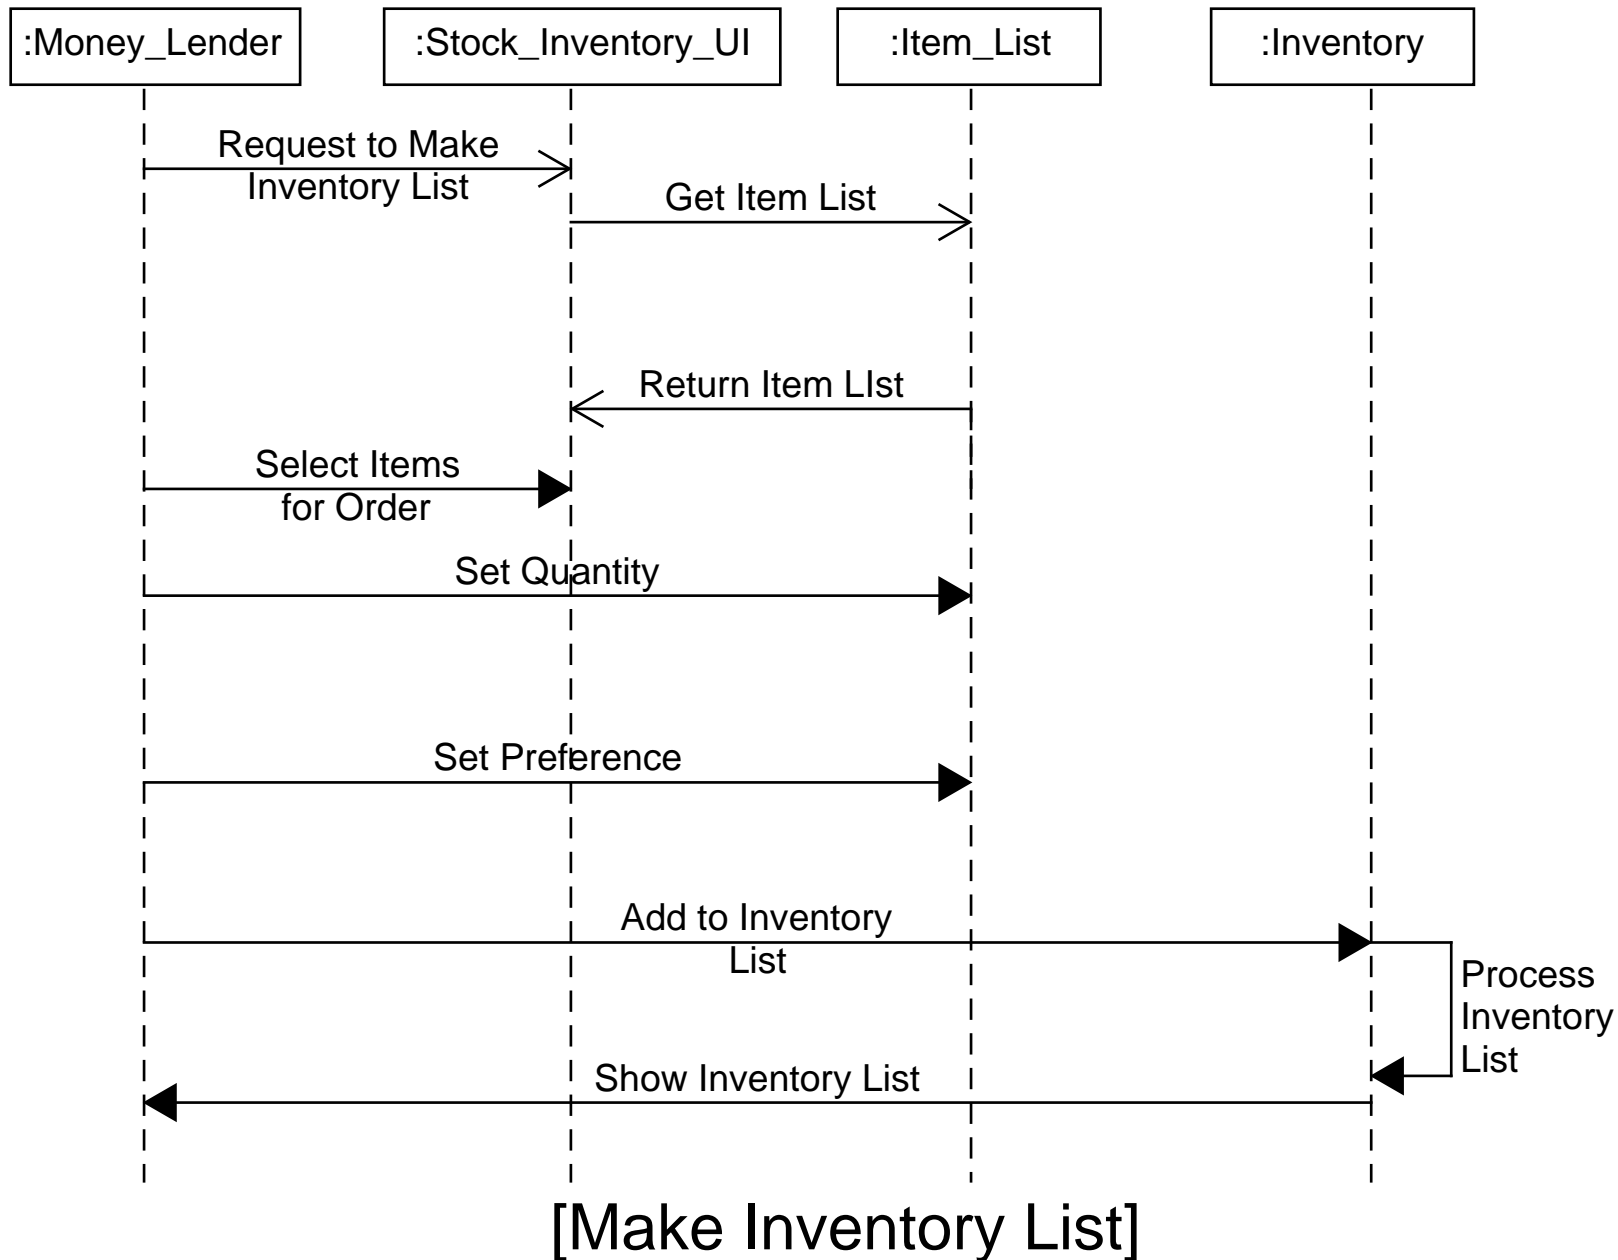 :Money_Lender
:Stock_Inventory_UI
:Item_List
:Inventory
Request to Make
Inventory List
Get Item List
Return Item LIst
Select Items
for Order
Set Quantity
Set Preference
Add to Inventory
List
Process
Inventory
List
Show Inventory List
[Make Inventory List]